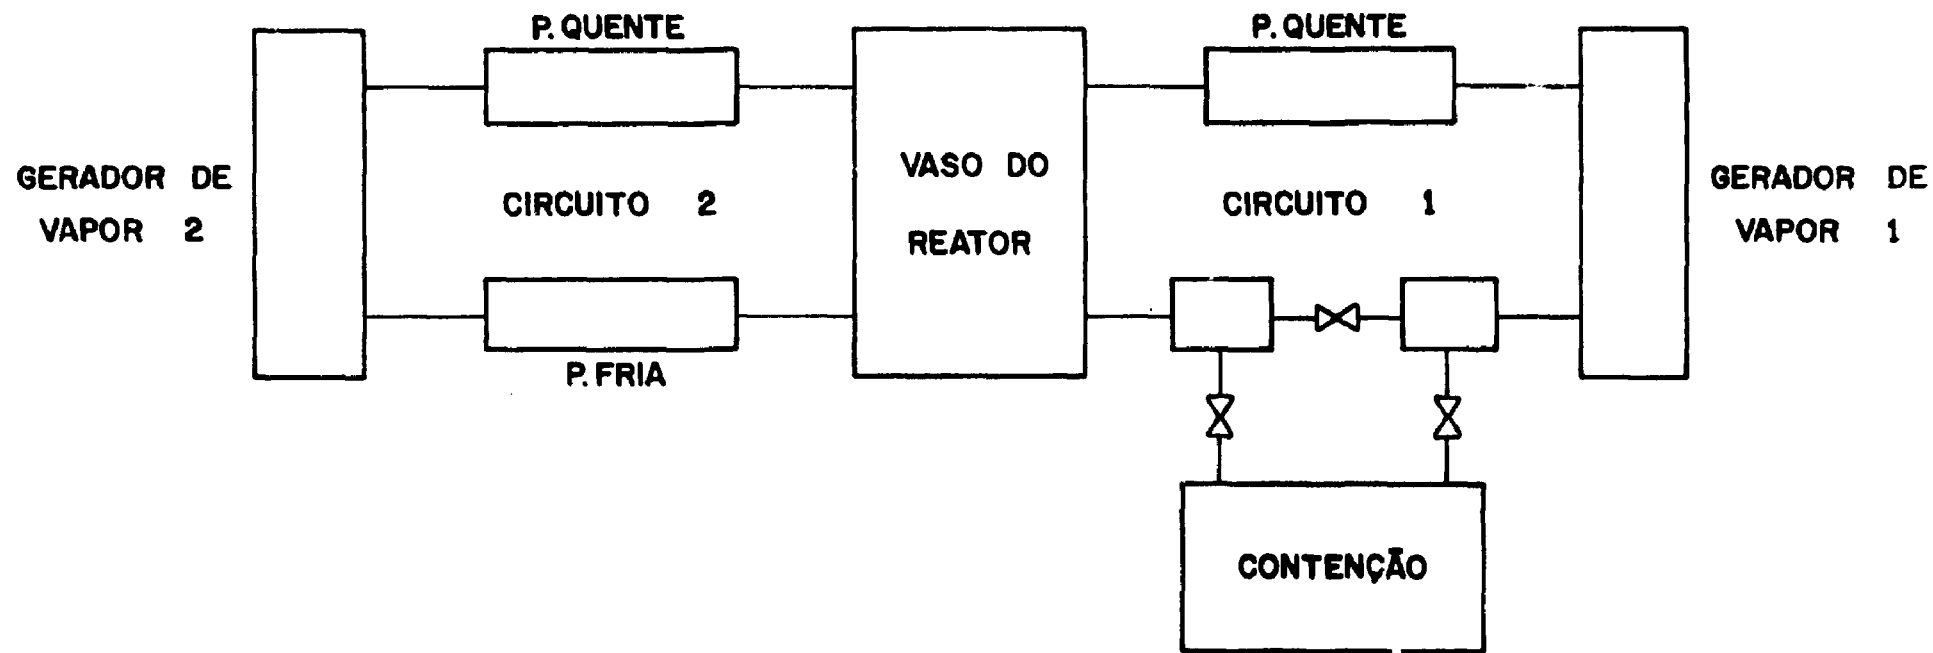 P. QUENTE
P. QUENTE
GERADOR DE
VAPOR 2
CIRCUITO 2
VASO DO
REATOR
CIRCUITO 1
GERADOR DE
VAPOR 1
P. FRIA
CONTENÇÃO